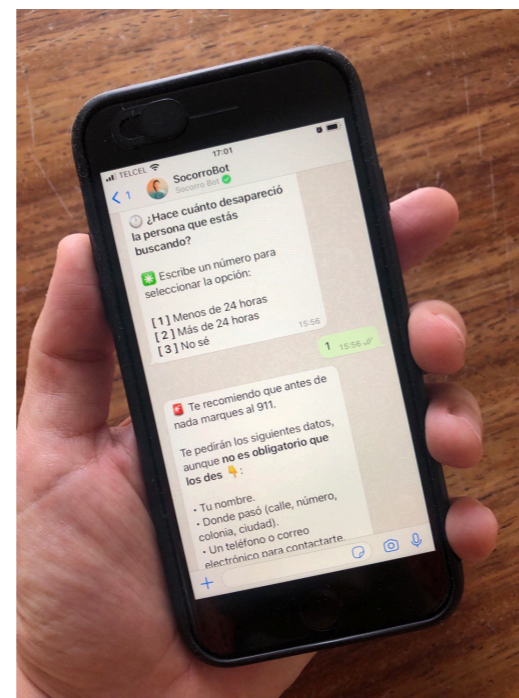 TELCEL 17:01
1 SocorroBot
Socorro Bot
¿Hace cuánto desapareció
la persona que estás
buscando?
Escribe un número para
seleccionar la opción:
[ 1 ] Menos de 24 horas
[ 2 ] Más de 24 horas
[ 3 ] No sé
15:56
1 15:56
Te recomiendo que antes de
nada marques al 911.
Te pedirán los siguientes datos,
aunque no es obligatorio que
los des 👇:
• Tu nombre.
• Donde pasó (calle, número,
colonia, ciudad).
• Un teléfono o correo
electrónico para contactarte.